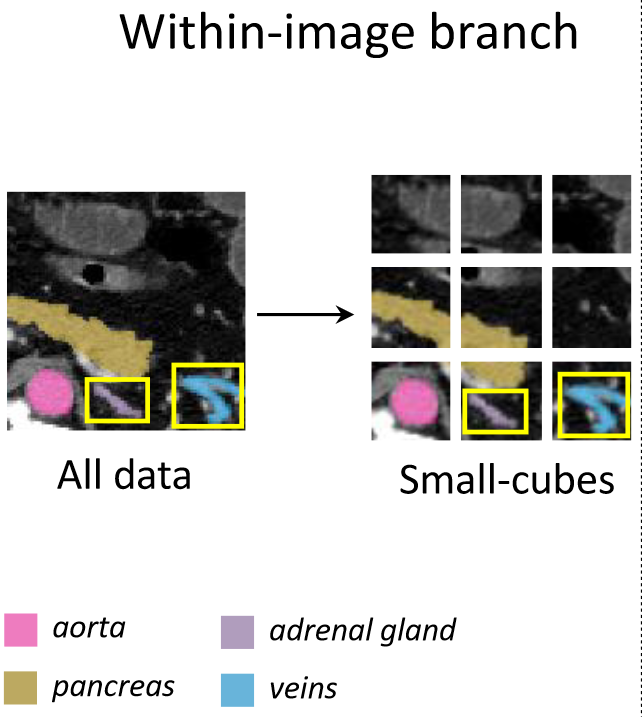 Within-image branch
All data
Small-cubes
aorta
adrenal gland
pancreas
veins